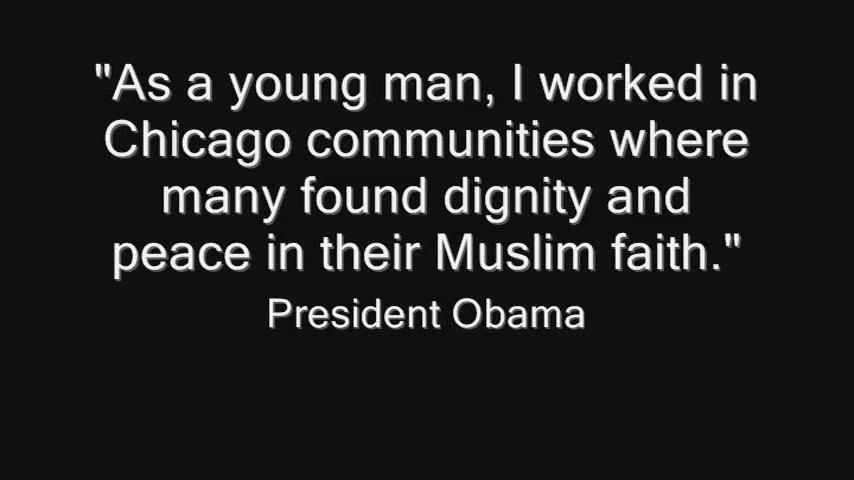 "As a young man, I worked in
Chicago communities where
many found dignity and
peace in their Muslim faith."
President Obama